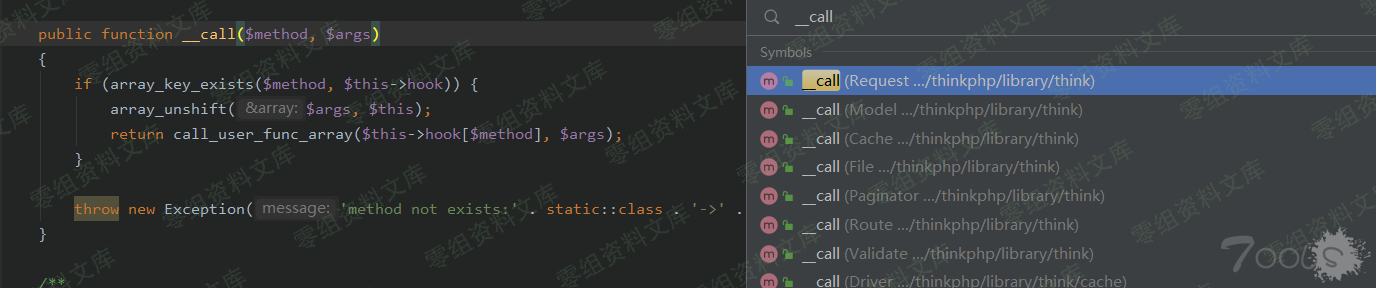 public function __call($method, $args)
{
if (array_key_exists($method, $this->hook)) {
array_unshift( &array: $args, $this);
return call_user_func_array($this->hook[$method], $args);
}
throw new Exception( message: 'method not exists:' . static::class . '->' .
}
/**
__call
Symbols
m __call (Request .../thinkphp/library/think)
m __call (Model .../thinkphp/library/think)
m __call (Cache .../thinkphp/library/think)
m __call (File .../thinkphp/library/think)
m __call (Paginator .../thinkphp/library/think)
m __call (Route .../thinkphp/library/think)
m __call (Validate .../thinkphp/library/think)
m __call (Driver .../thinkphp/library/think/cache)
零组资料文库
7ools